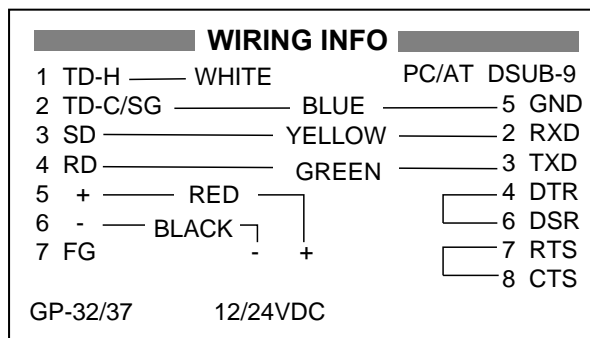 WIRING INFO
1 TD-H WHITE PC/AT DSUB-9
2 TD-C/SG BLUE 5 GND
3 SD YELLOW 2 RXD
4 RD GREEN 3 TXD
5 + RED 4 DTR
6 - BLACK 6 DSR
7 FG - + 7 RTS
8 CTS
GP-32/37 12/24VDC